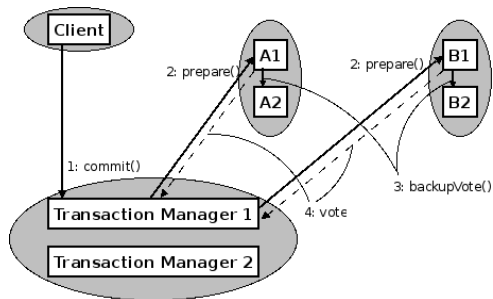 Client
A1
A2
B1
B2
2: prepare()
2: prepare()
1: commit()
3: backupVote()
4: vote
Transaction Manager 1
Transaction Manager 2